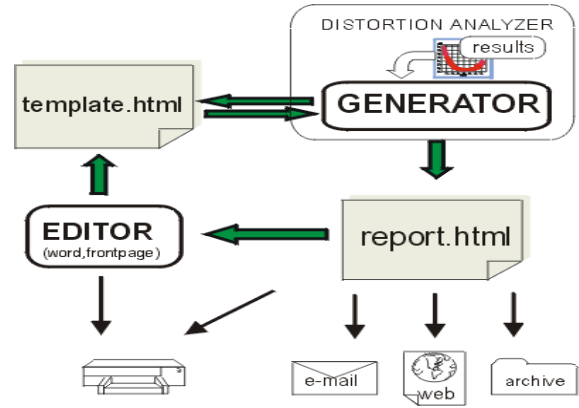 DISTORTION ANALYZER
results
template.html
GENERATOR
EDITOR
(word,frontpage)
report.html
e-mail
web
archive